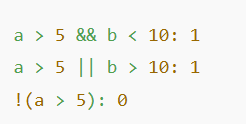 a > 5 && b < 10: 1
a > 5 || b > 10: 1
!(a > 5): 0